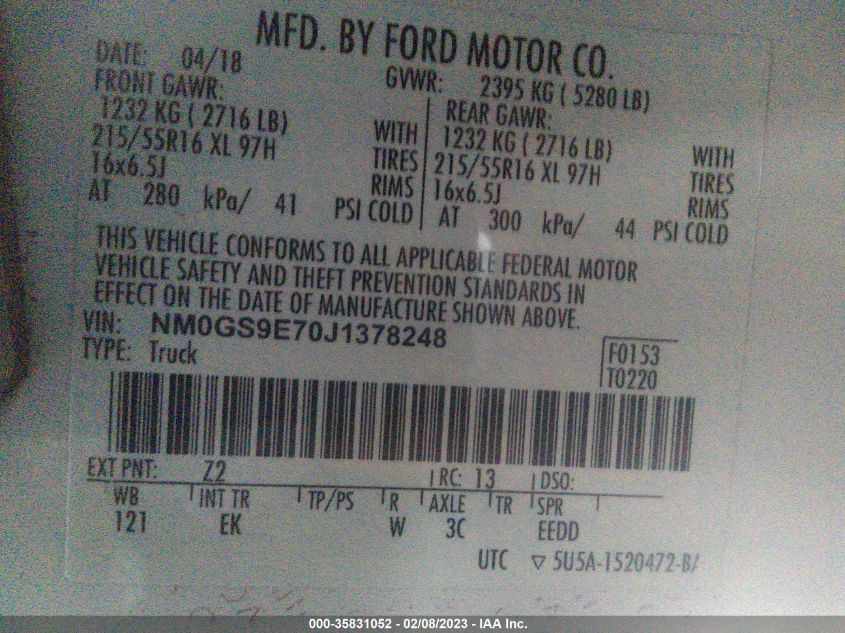 MFD. BY FORD MOTOR CO.
DATE: 04/18 GVWR: 2395 KG ( 5280 LB)
FRONT GAWR: REAR GAWR:
1232 KG ( 2716 LB) WITH 1232 KG ( 2716 LB) WITH
215/55R16 XL 97H TIRES 215/55R16 XL 97H TIRES
16x6.5J RIMS 16x6.5J RIMS
AT 280 kPa/ 41 PSI COLD AT 300 kPa/ 44 PSI COLD
THIS VEHICLE CONFORMS TO ALL APPLICABLE FEDERAL MOTOR
VEHICLE SAFETY AND THEFT PREVENTION STANDARDS IN
EFFECT ON THE DATE OF MANUFACTURE SHOWN ABOVE.
VIN: NM0GS9E70J1378248
TYPE: Truck
F0153
T0220
EXT PNT: Z2 RC: 13 DSO:
WB INT TR TP/PS R AXLE TR SPR
121 EK W 3C EEDD
UTC ▽ 5U5A-1520472-B/
000-35831052 - 02/08/2023 - IAA Inc.